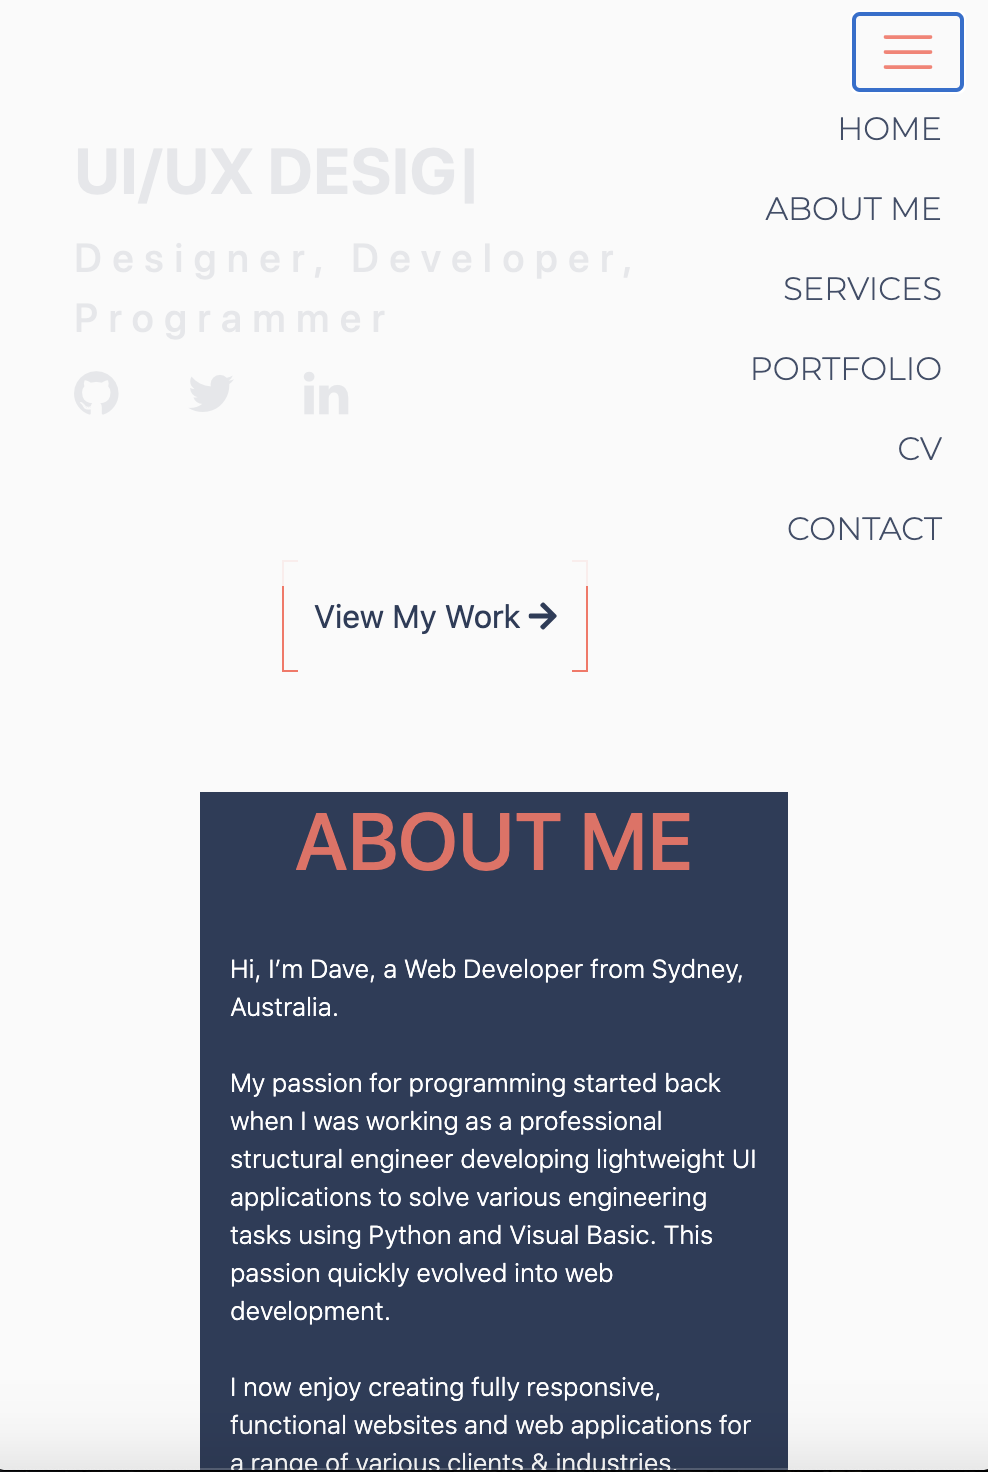 HOME
UI/UX DESIG|
ABOUT ME
Designer, Developer,
Programmer
SERVICES
PORTFOLIO
CV
CONTACT
View My Work
ABOUT ME
Hi, I’m Dave, a Web Developer from Sydney,
Australia.
My passion for programming started back
when I was working as a professional
structural engineer developing lightweight UI
applications to solve various engineering
tasks using Python and Visual Basic. This
passion quickly evolved into web
development.
I now enjoy creating fully responsive,
functional websites and web applications for
a range of various clients & industries.